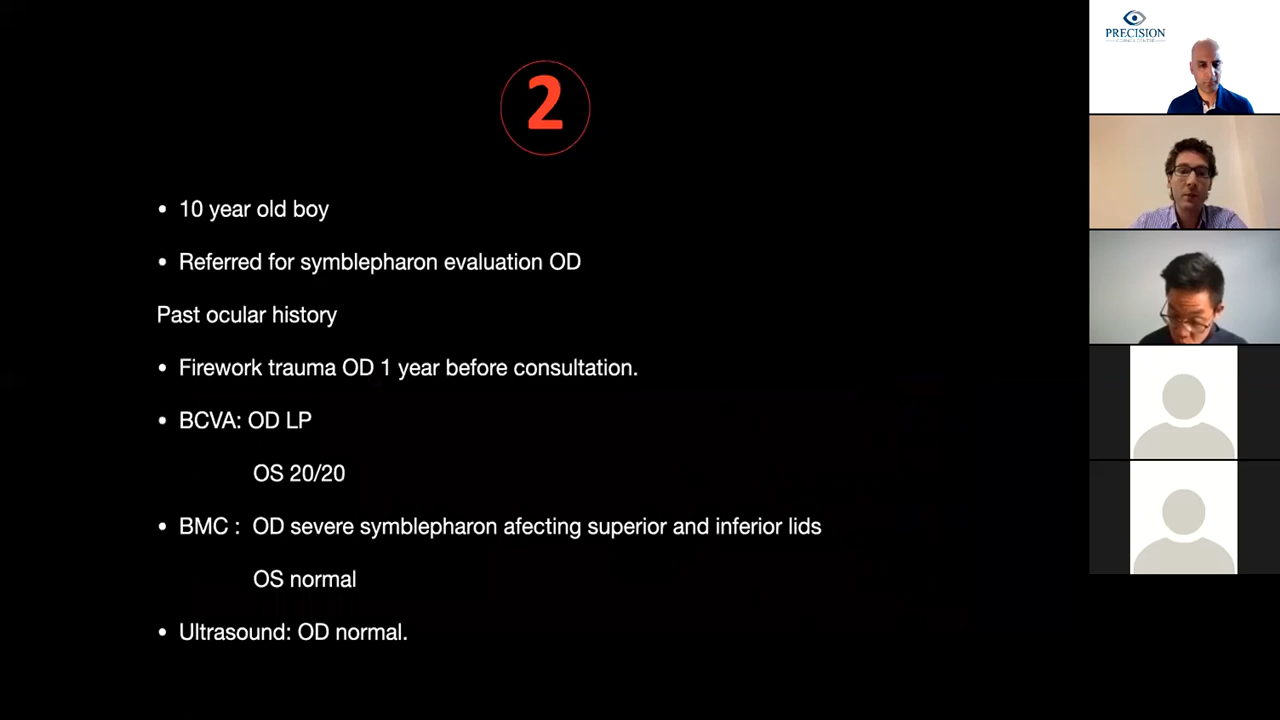 2
• 10 year old boy
• Referred for symblepharon evaluation OD
Past ocular history
• Firework trauma OD 1 year before consultation.
• BCVA: OD LP
OS 20/20
• BMC : OD severe symblepharon afecting superior and inferior lids
OS normal
• Ultrasound: OD normal.
PRECISION